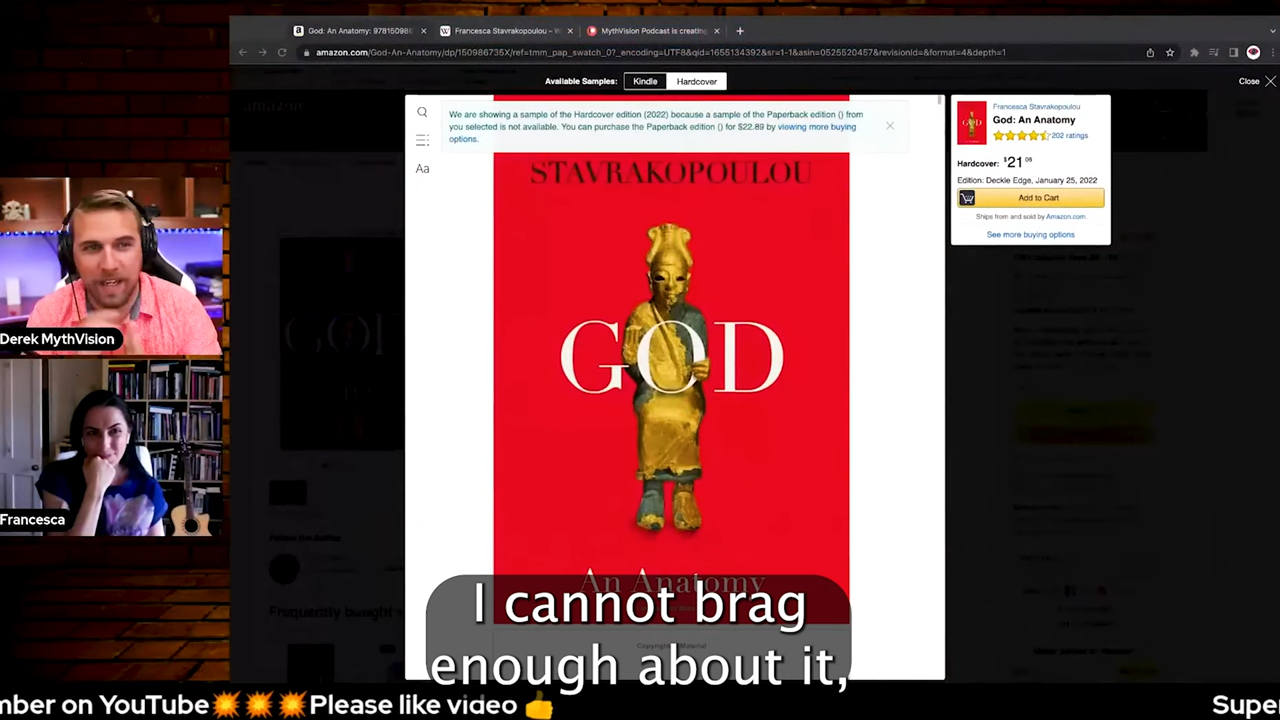 God: An Anatomy: 978150986
Francesca Stavrakopoulou – W
MythVision Podcast is creating
amazon.com/God-An-Anatomy/dp/150986735X/ref=tmm_pap_swatch_0?_encoding=UTF8&qid=1655134392&sr=1-1&asin=0525520457&revisionId=&format=4&depth=1
Available Samples: Kindle Hardcover
Close
We are showing a sample of the Hardcover edition (2022) because a sample of the Paperback edition () from
you selected is not available. You can purchase the Paperback edition () for $22.89 by viewing more buying
options.
Aa
Francesca Stavrakopoulou
God: An Anatomy
202 ratings
Hardcover: $21 06
Edition: Deckle Edge, January 25, 2022
Add to Cart
Ships from and sold by Amazon.com.
See more buying options
STAVRAKOPOULOU
GOD
An Anatomy
Derek MythVision
Francesca
Frequently bought
I cannot brag
enough about it,
mber on YouTube💥💥💥Please like video 👍
Super